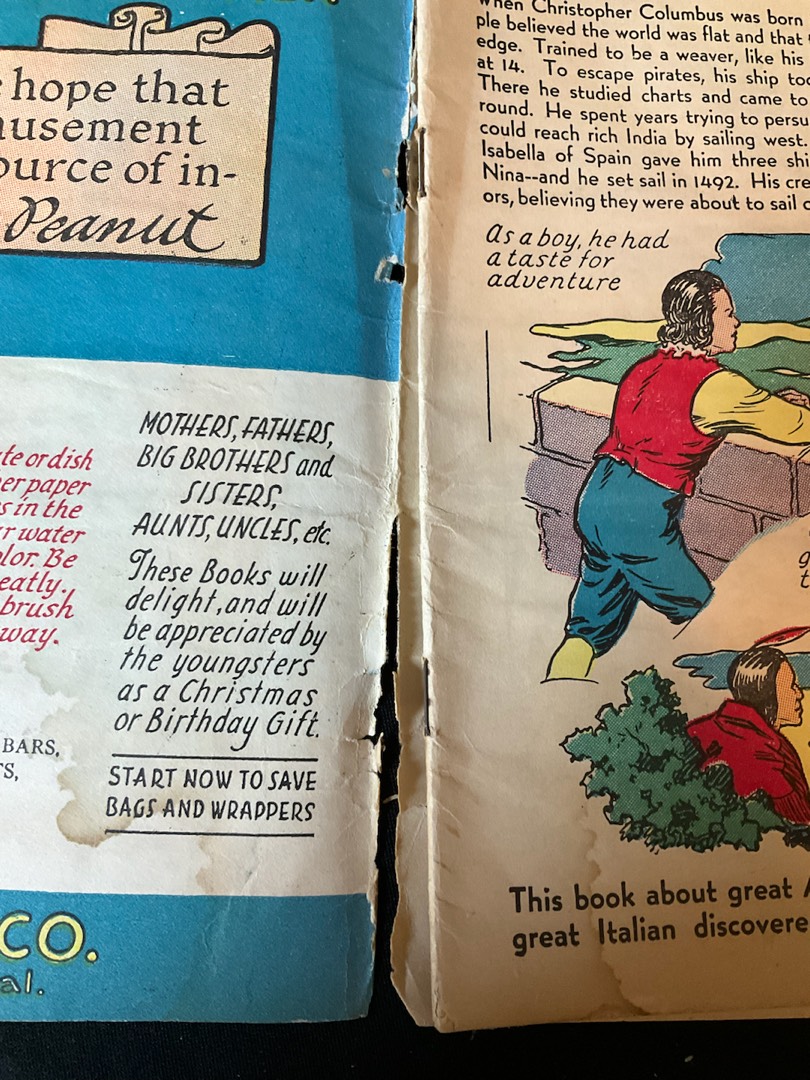 hope that
usement
ource of in-
Peanut
MOTHERS, FATHERS,
BIG BROTHERS and
SISTERS,
AUNTS, UNCLES, etc.
These Books will
delight, and will
be appreciated by
the youngsters
as a Christmas
or Birthday Gift.
START NOW TO SAVE
BAGS AND WRAPPERS
te or dish
er paper
s in the
r water
lor. Be
eatly.
brush
way.
BARS,
TS,
CO.
al.
When Christopher Columbus was born
ple believed the world was flat and that
edge. Trained to be a weaver, like his
at 14. To escape pirates, his ship too
There he studied charts and came to
round. He spent years trying to persu
could reach rich India by sailing west.
Isabella of Spain gave him three shi
Nina--and he set sail in 1492. His cre
ors, believing they were about to sail o
As a boy, he had
a taste for
adventure
g
t
This book about great A
great Italian discovere